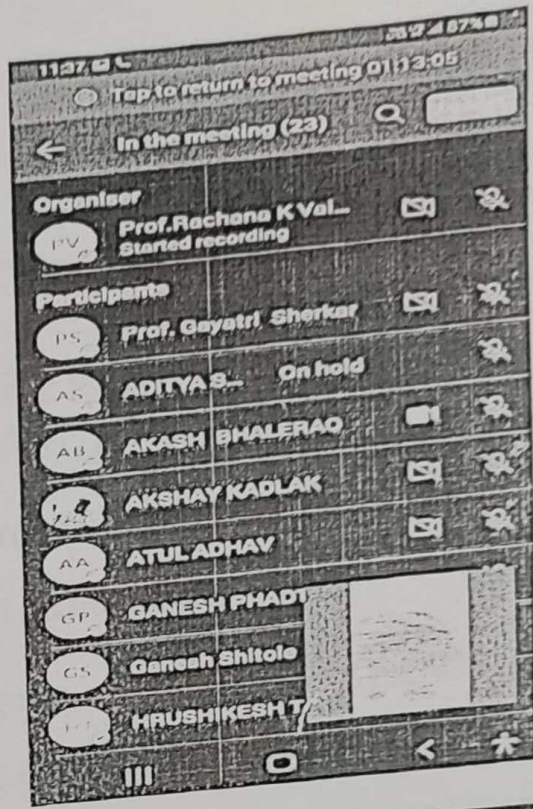 11:37 67%
Tap to return to meeting 01:13:05
In the meeting (23)
Organiser
PV Prof.Rachana K Val...
Started recording
Participants
PS Prof. Gayatri Sherkar
AS ADITYA S... On hold
AB AKASH BHALERAO
AKSHAY KADLAK
AA ATUL ADHAV
GP GANESH PHADT
GS Ganesh Shitole
HT HRUSHIKESH T